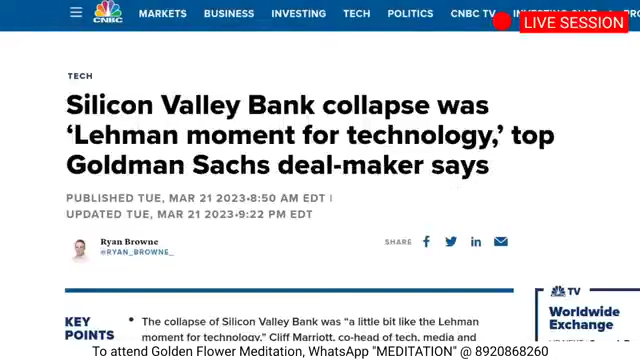 MARKETS BUSINESS INVESTING TECH POLITICS CNBC TV
LIVE SESSION
CNBC
TECH
Silicon Valley Bank collapse was
‘Lehman moment for technology,’ top
Goldman Sachs deal-maker says
PUBLISHED TUE, MAR 21 2023•8:50 AM EDT
UPDATED TUE, MAR 21 2023•9:22 PM EDT
Ryan Browne
@RYAN_BROWNE_
SHARE
KEY
POINTS
• The collapse of Silicon Valley Bank was “a little bit like the Lehman
moment for technology,” Cliff Marriott, co-head of tech, media and
TV
Worldwide
Exchange
To attend Golden Flower Meditation, WhatsApp "MEDITATION" @ 8920868260